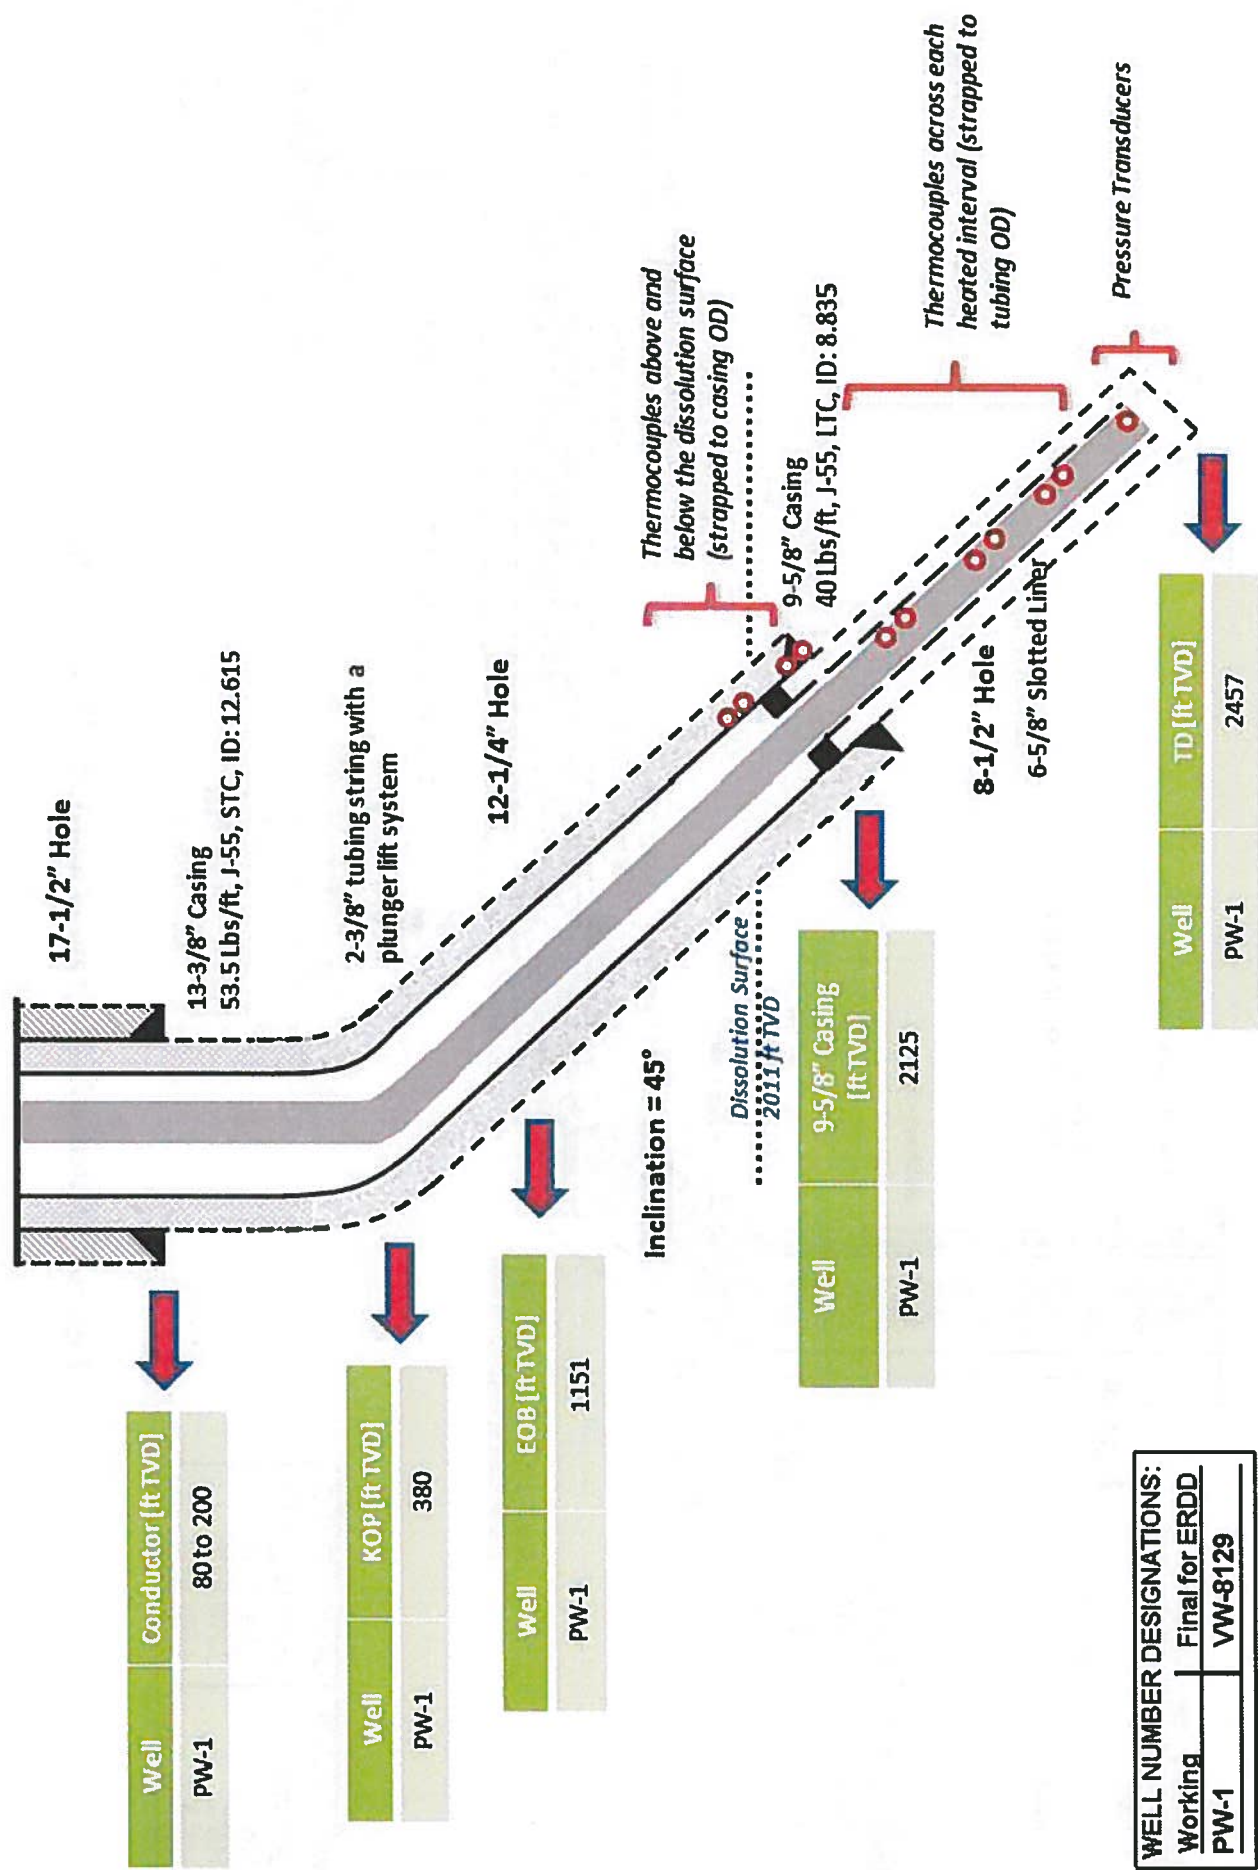 17-1/2" Hole
13-3/8" Casing
53.5 Lbs/ft, J-55, STC, ID: 12.615
2-3/8" tubing string with a
plunger lift system
12-1/4" Hole
Thermocouples above and
below the dissolution surface
(strapped to casing OD)
9-5/8" Casing
40 Lbs/ft, J-55, LTC, ID: 8.835
Thermocouples across each
heated interval (strapped to
tubing OD)
Pressure Transducers
8-1/2" Hole
6-5/8" Slotted Liner
Inclination = 45°
Dissolution Surface
2011 ft TVD
Well Conductor [ft TVD]
PW-1 80 to 200
Well KOP [ft TVD]
PW-1 380
Well EOB [ft TVD]
PW-1 1151
Well 9-5/8" Casing
[ft TVD]
PW-1 2125
Well TD [ft TVD]
PW-1 2457
WELL NUMBER DESIGNATIONS:
Working Final for ERDD
PW-1 VW-8129